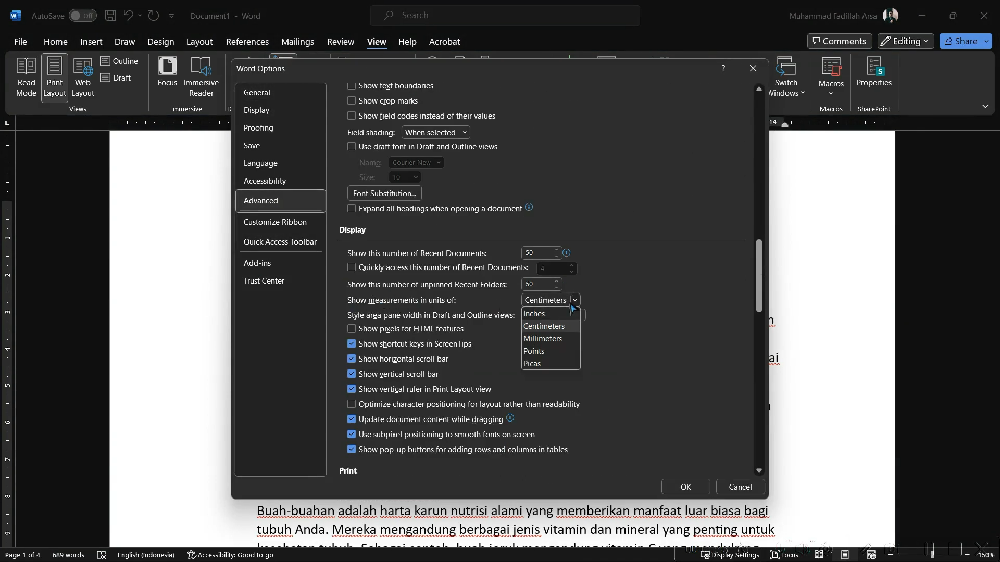 AutoSave Off Document1 - Word Search Muhammad Fadillah Arsa
File Home Insert Draw Design Layout References Mailings Review View Help Acrobat Comments Editing Share
Read Mode
Print Layout
Web Layout
Outline
Draft
Views
Focus
Immersive Reader
Immersive
Switch Windows
Macros
Macros
Properties
SharePoint
14
Word Options
General
Display
Proofing
Save
Language
Accessibility
Advanced
Customize Ribbon
Quick Access Toolbar
Add-ins
Trust Center
Show text boundaries
Show crop marks
Show field codes instead of their values
Field shading: When selected
Use draft font in Draft and Outline views
Name: Courier New
Size: 10
Font Substitution...
Expand all headings when opening a document
Display
Show this number of Recent Documents: 50
Quickly access this number of Recent Documents: 4
Show this number of unpinned Recent Folders: 50
Show measurements in units of: Centimeters
Inches
Centimeters
Millimeters
Points
Picas
Style area pane width in Draft and Outline views:
Show pixels for HTML features
Show shortcut keys in ScreenTips
Show horizontal scroll bar
Show vertical scroll bar
Show vertical ruler in Print Layout view
Optimize character positioning for layout rather than readability
Update document content while dragging
Use subpixel positioning to smooth fonts on screen
Show pop-up buttons for adding rows and columns in tables
Print
OK Cancel
1
2
3
4
5
6
7
8
9
Buah-buahan adalah harta karun nutrisi alami yang memberikan manfaat luar biasa bagi
tubuh Anda. Mereka mengandung berbagai jenis vitamin dan mineral yang penting untuk
Page 1 of 4 689 words English (Indonesia) Accessibility: Good to go Display Settings Focus 150%